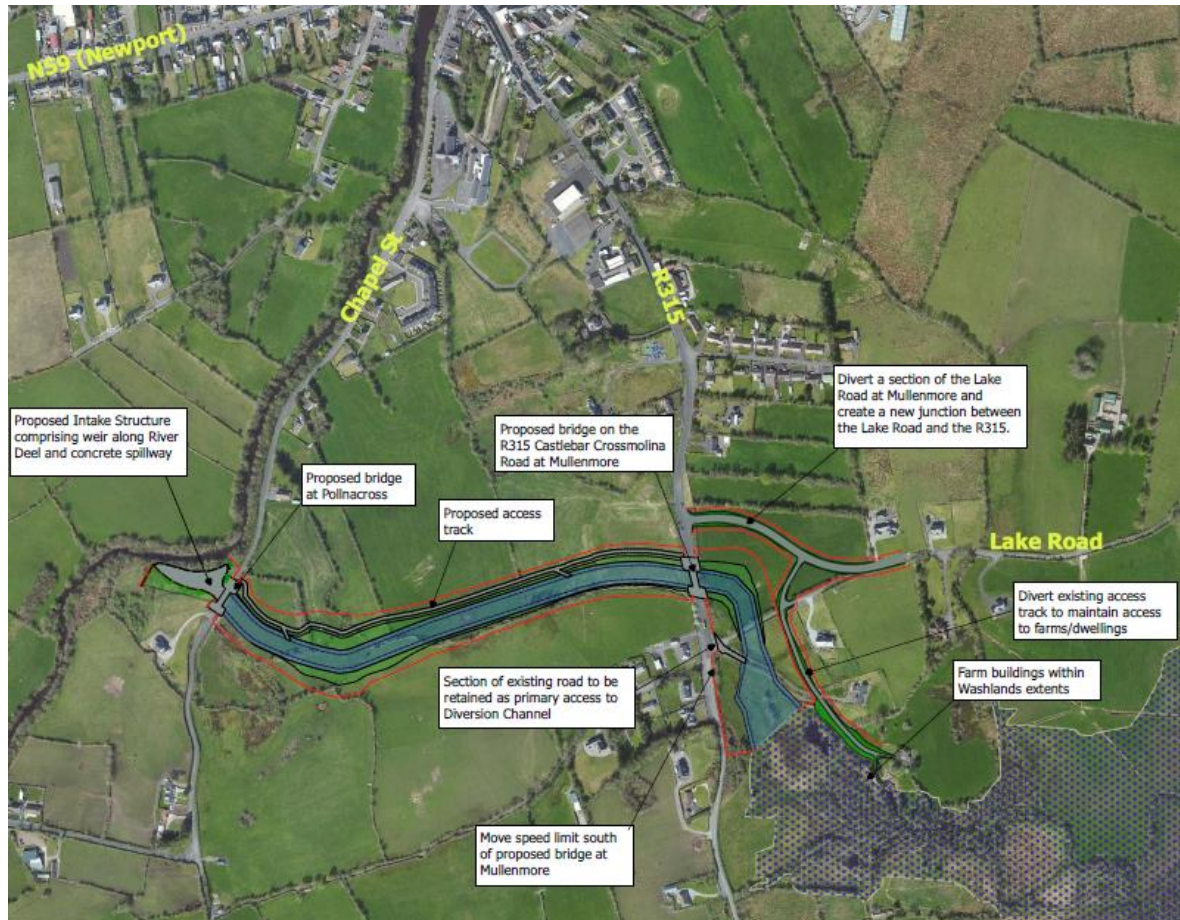 N59 (Newport)
Chapel St
R315
Divert a section of the Lake
Road at Mullenmore and
create a new junction between
the Lake Road and the R315.
Proposed Intake Structure
comprising weir along River
Deel and concrete spillway
Proposed bridge on the
R315 Castlebar Crossmolina
Road at Mullenmore
Proposed bridge
at Pollnacross
Proposed access
track
Lake Road
Divert existing access
track to maintain access
to farms/dwellings
Section of existing road to be
retained as primary access to
Diversion Channel
Farm buildings within
Washlands extents
Move speed limit south
of proposed bridge at
Mullenmore